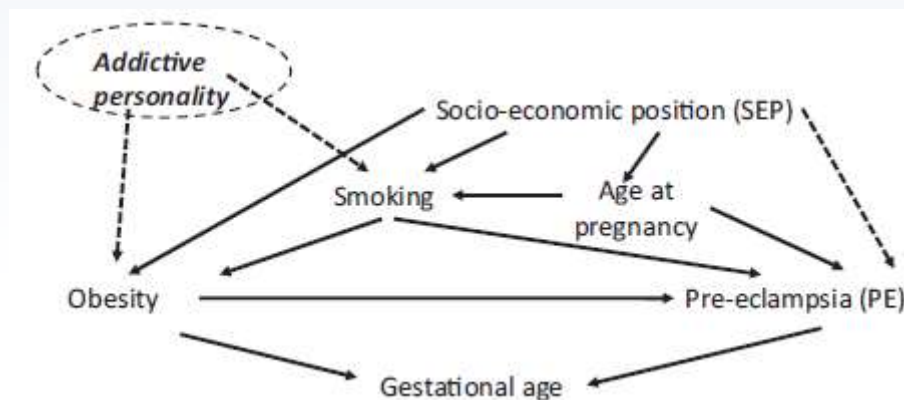 Addictive
personality
Socio-economic position (SEP)
Smoking
Age at
pregnancy
Obesity
Pre-eclampsia (PE)
Gestational age